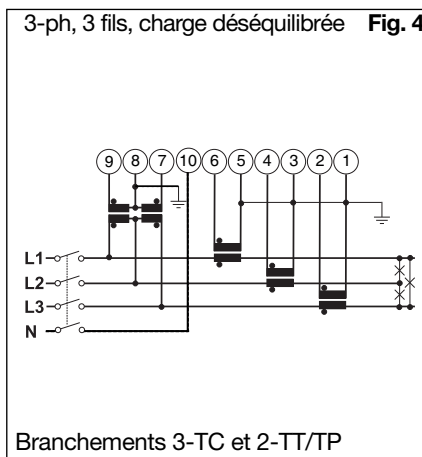 3-ph, 3 fils, charge déséquilibrée Fig. 4
9 8 7 10 6 5 4 3 2 1
L1
L2
L3
N
Branchements 3-TC et 2-TT/TP